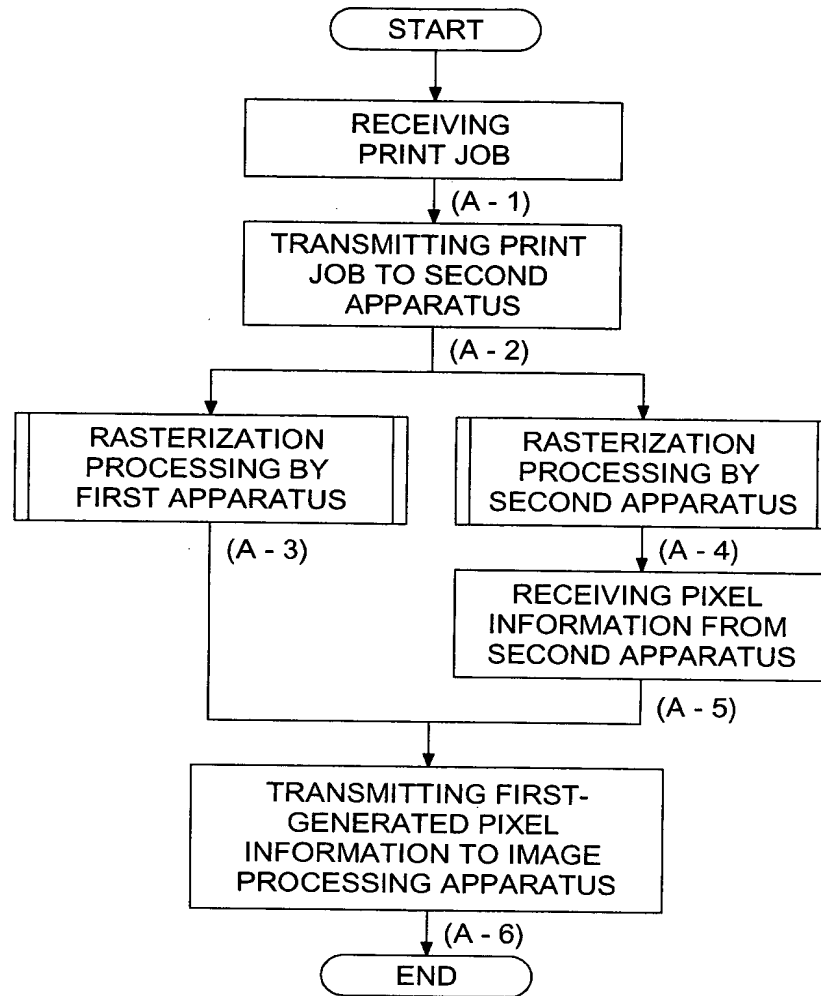 START
RECEIVING
PRINT JOB
(A - 1)
TRANSMITTING PRINT
JOB TO SECOND
APPARATUS
(A - 2)
RASTERIZATION
PROCESSING BY
FIRST APPARATUS
(A - 3)
RASTERIZATION
PROCESSING BY
SECOND APPARATUS
(A - 4)
RECEIVING PIXEL
INFORMATION FROM
SECOND APPARATUS
(A - 5)
TRANSMITTING FIRST-
GENERATED PIXEL
INFORMATION TO IMAGE
PROCESSING APPARATUS
(A - 6)
END